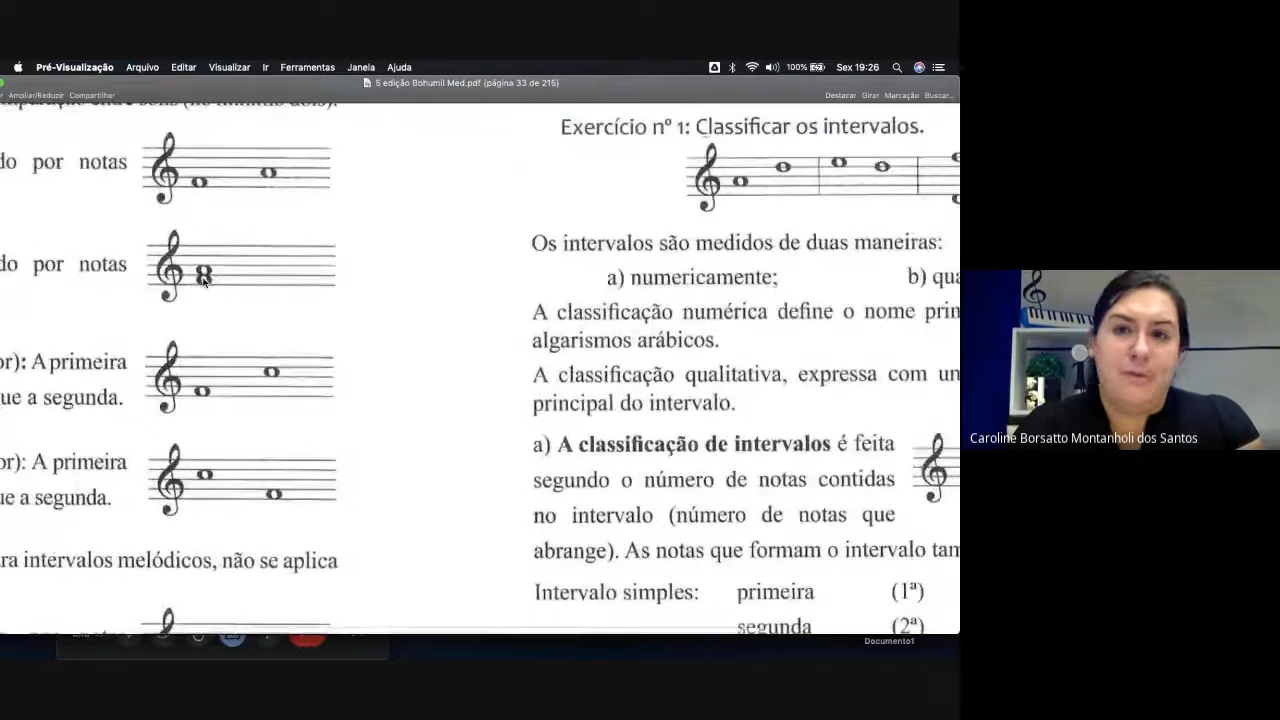 Pré-Visualização Arquivo Editar Visualizar Ir Ferramentas Janela Ajuda 100% Sex 19:26
5 edição Bohumil Med.pdf (página 33 de 215)
Ampliar/Reduzir Compartilhar Destacar Girar Marcação Buscar...
do por notas
do por notas
or): A primeira
ue a segunda.
or): A primeira
ue a segunda.
ra intervalos melódicos, não se aplica
Exercício nº 1: Classificar os intervalos.
Os intervalos são medidos de duas maneiras:
a) numericamente; b) qua
A classificação numérica define o nome prin
algarismos arábicos.
A classificação qualitativa, expressa com un
principal do intervalo.
a) A classificação de intervalos é feita
segundo o número de notas contidas
no intervalo (número de notas que
abrange). As notas que formam o intervalo tam
Intervalo simples: primeira (1ª)
segunda (2ª)
Documento1
Caroline Borsatto Montanholi dos Santos